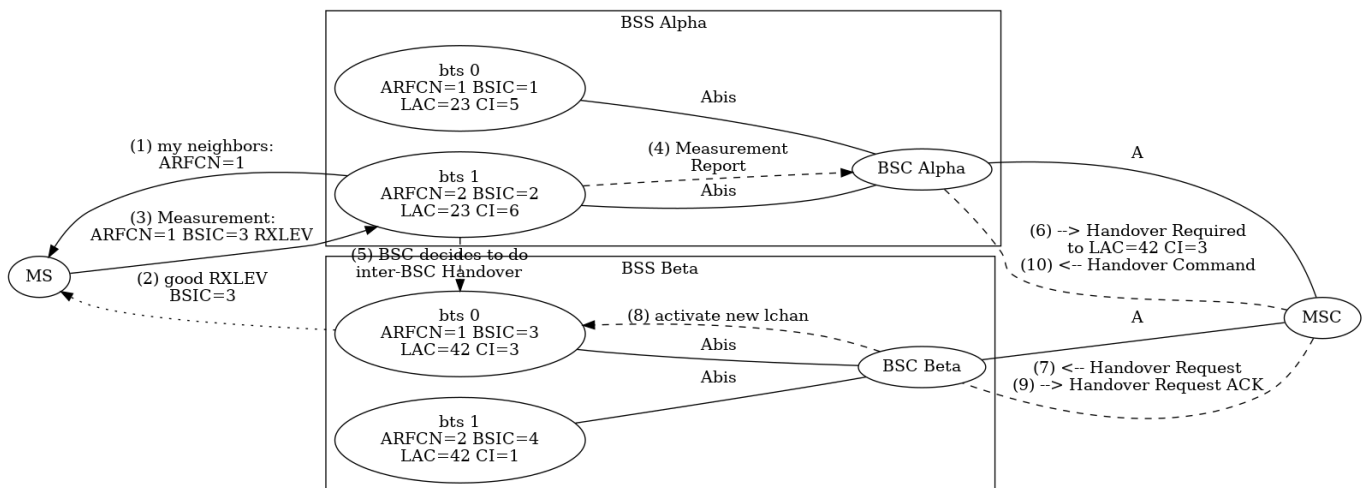 BSS Alpha
bts 0
ARFCN=1 BSIC=1
LAC=23 CI=5
Abis
(1) my neighbors:
ARFCN=1
(4) Measurement
Report
A
bts 1
ARFCN=2 BSIC=2
LAC=23 CI=6
Abis
BSC Alpha
(3) Measurement:
ARFCN=1 BSIC=3 RXLEV
(6) --> Handover Required
to LAC=42 CI=3
(10) <-- Handover Command
(5) BSC decides to do
inter-BSC Handover
BSS Beta
MS
(2) good RXLEV
BSIC=3
bts 0
ARFCN=1 BSIC=3
LAC=42 CI=3
(8) activate new lchan
A
MSC
Abis
BSC Beta
(7) <-- Handover Request
(9) --> Handover Request ACK
Abis
bts 1
ARFCN=2 BSIC=4
LAC=42 CI=1